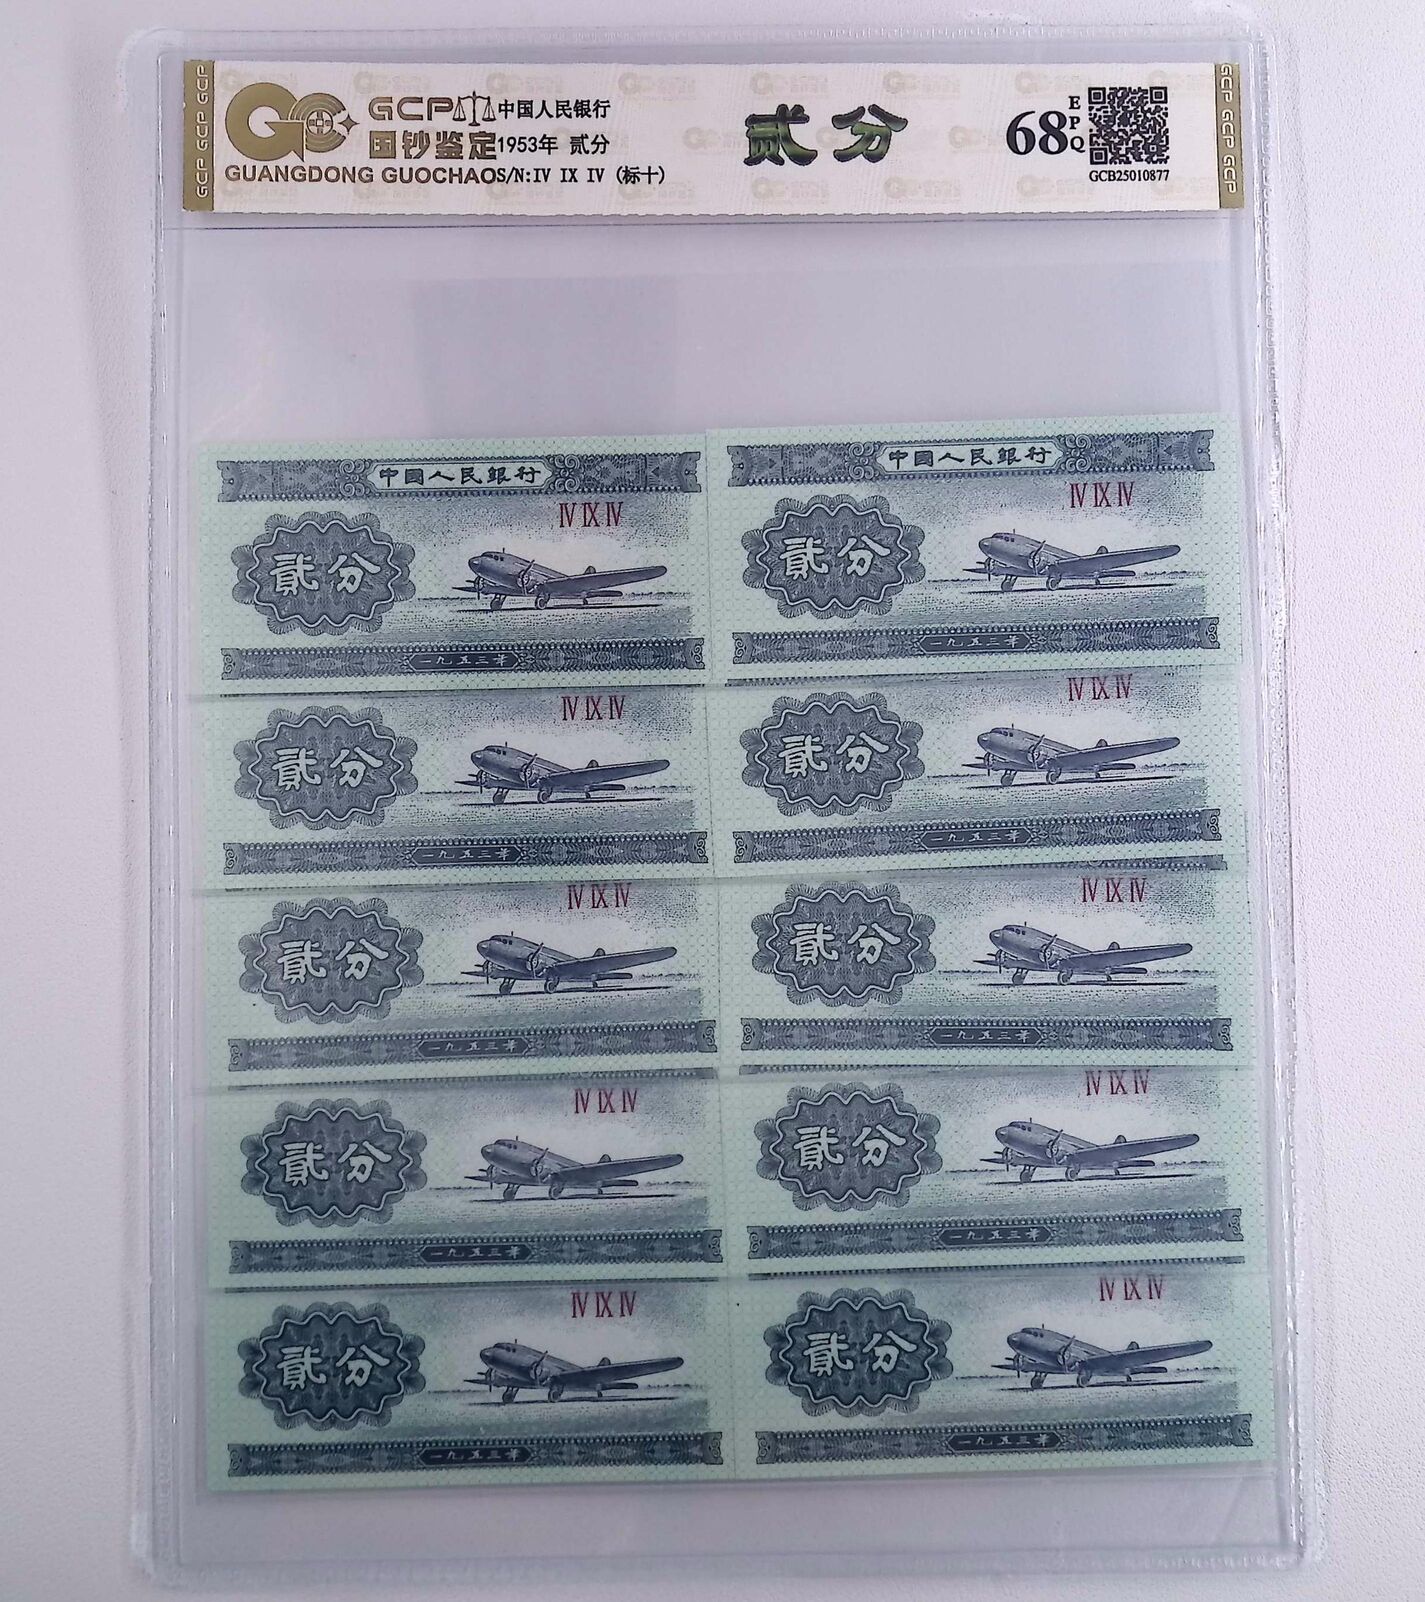 GCP GCP GCP
GCP 中国人民银行
国钞鉴定 1953年 贰分
GUANGDONG GUOCHAO S/N:IV IX IV (标十)
贰分
68 EPQ
GCB25010877
GCP GCP GCP
中国人民银行
IV IX IV
贰分
一九五三年
中国人民银行
IV IX IV
贰分
一九五三年
IV IX IV
贰分
一九五三年
IV IX IV
贰分
一九五三年
IV IX IV
贰分
一九五三年
IV IX IV
贰分
一九五三年
IV IX IV
贰分
一九五三年
IV IX IV
贰分
一九五三年
IV IX IV
贰分
一九五三年
IV IX IV
贰分
一九五三年